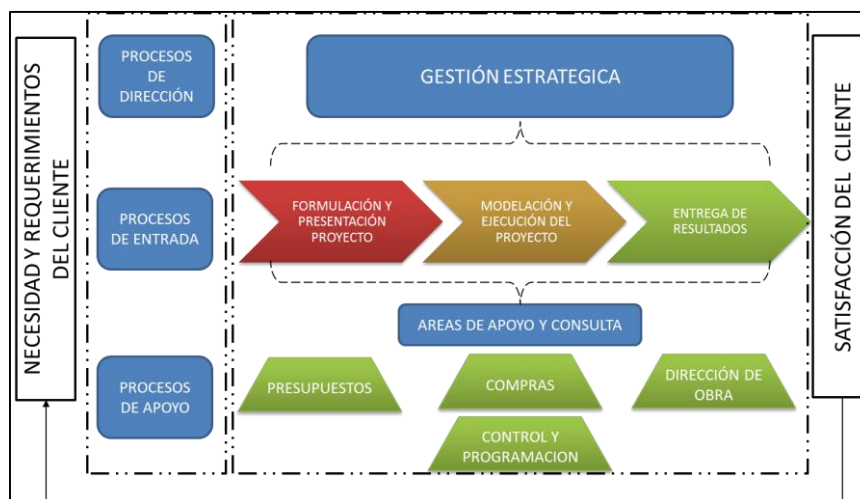 NECESIDAD Y REQUERIMIENTOS
DEL CLIENTE
PROCESOS
DE
DIRECCIÓN
GESTIÓN ESTRATEGICA
PROCESOS
DE ENTRADA
FORMULACIÓN Y
PRESENTACIÓN
PROYECTO
MODELACIÓN Y
EJECUCIÓN DEL
PROYECTO
ENTREGA DE
RESULTADOS
AREAS DE APOYO Y CONSULTA
PROCESOS
DE APOYO
PRESUPUESTOS
COMPRAS
DIRECCIÓN DE
OBRA
CONTROL Y
PROGRAMACION
SATISFACCIÓN DEL CLIENTE